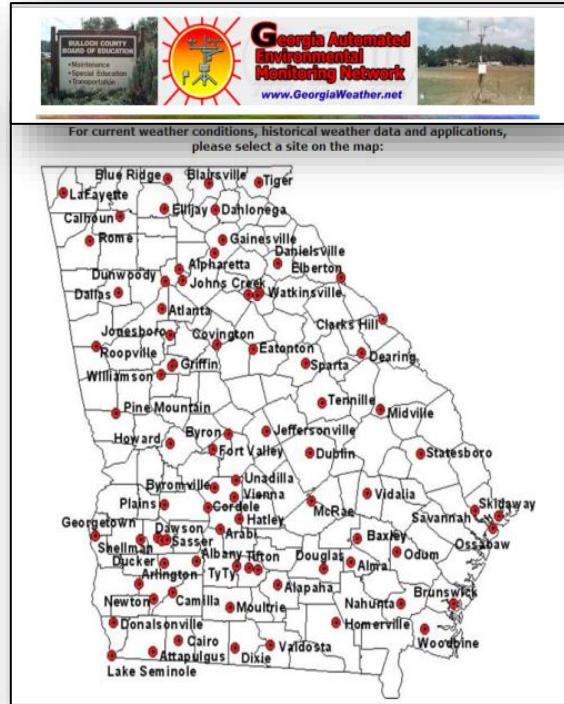 BULLOCH COUNTY
BOARD OF EDUCATION
•Maintenance
•Special Education
•Transportation
Georgia Automated
Environmental
Monitoring Network
www.GeorgiaWeather.net
For current weather conditions, historical weather data and applications,
please select a site on the map:
Blue Ridge
Blairsville
Tiger
LaFayette
Ellijay
Dahlonega
Calhoun
Rome
Gainesville
Danielsville
Alpharetta
Elberton
Dunwoody
Johns Creek
Watkinsville
Dallas
Atlanta
Clarks Hill
Jonesboro
Covington
Roopville
Eatonton
Dearing
Griffin
Sparta
Williamson
Tennille
Pine Mountain
Midville
Byron
Jeffersonville
Howard
Fort Valley
Dublin
Statesboro
Unadilla
Byromville
Vienna
Vidalia
Plains
Cordele
McRae
Skidaway
Georgetown
Hatley
Savannah
Dawson
Arabi
Baxley
Ossabaw
Shellman
Sasser
Odum
Ducker
Albany
Tifton
Douglas
Alma
TyTy
Arlington
Alapaha
Brunswick
Newton
Camilla
Moultrie
Nahunta
Donalsonville
Homerville
Woodbine
Cairo
Valdosta
Attapulgus
Dixie
Lake Seminole